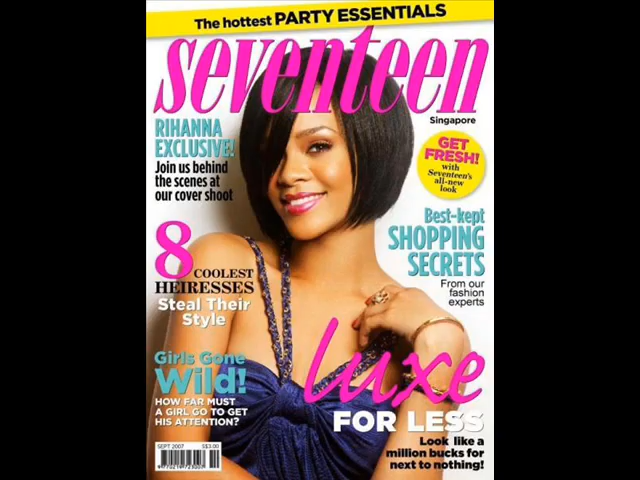 The hottest PARTY ESSENTIALS
seventeen
Singapore
RIHANNA
EXCLUSIVE!
Join us behind
the scenes at
our cover shoot
GET
FRESH!
with
Seventeen's
all-new
look
Best-kept
SHOPPING
SECRETS
From our
fashion
experts
8 COOLEST
HEIRESSES
Steal Their
Style
Girls Gone
Wild!
HOW FAR MUST
A GIRL GO TO GET
HIS ATTENTION?
luxe
FOR LESS
Look like a
million bucks for
next to nothing!
SEPT 2007 S$3.00